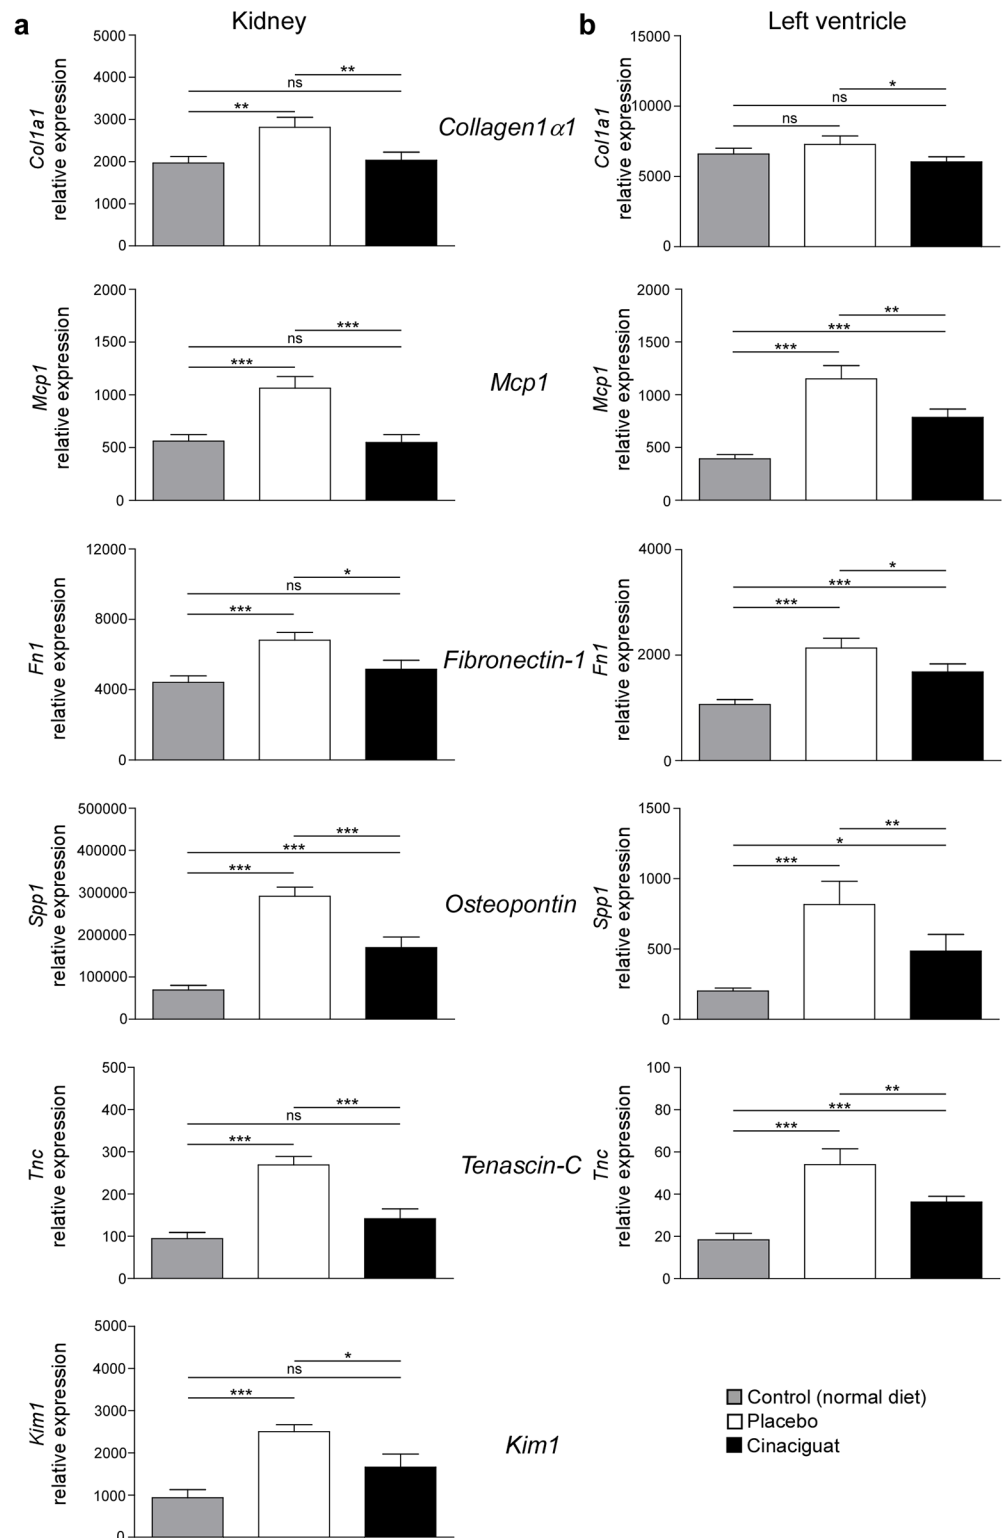 a Kidney b Left ventricle
Col1a1
relative expression
5000
4000
3000
2000
1000
0
**
ns
**
Collagen1α1
Col1a1
relative expression
15000
10000
5000
0
*
ns
ns
Mcp1
relative expression
2000
1500
1000
500
0
***
ns
***
Mcp1
Mcp1
relative expression
2000
1500
1000
500
0
**
***
***
Fn1
relative expression
12000
8000
4000
0
*
ns
***
Fibronectin-1
Fn1
relative expression
4000
2000
0
*
***
***
Spp1
relative expression
500000
400000
300000
200000
100000
0
***
***
***
Osteopontin
Spp1
relative expression
1500
1000
500
0
**
*
***
Tnc
relative expression
500
400
300
200
100
0
***
ns
***
Tenascin-C
Tnc
relative expression
100
80
60
40
20
0
**
***
***
Kim1
relative expression
5000
4000
3000
2000
1000
0
*
ns
***
Kim1
Control (normal diet)
Placebo
Cinaciguat